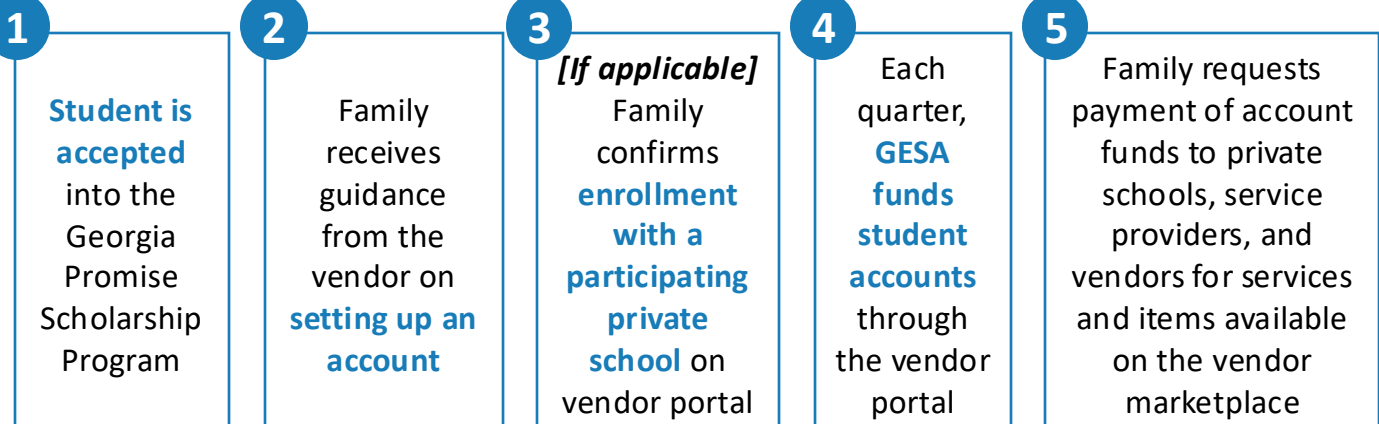 1
Student is
accepted
into the
Georgia
Promise
Scholarship
Program
2
Family
receives
guidance
from the
vendor on
setting up an
account
3
[If applicable]
Family
confirms
enrollment
with a
participating
private
school on
vendor portal
4
Each
quarter,
GESA
funds
student
accounts
through
the vendor
portal
5
Family requests
payment of account
funds to private
schools, service
providers, and
vendors for services
and items available
on the vendor
marketplace